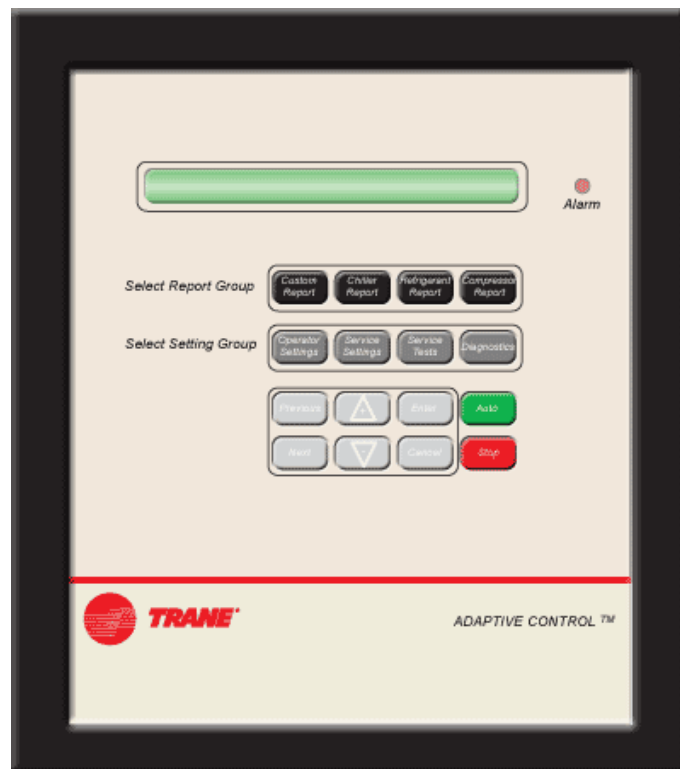 Alarm
Select Report Group
Custom Report
Chiller Report
Refrigerant Report
Compressor Report
Select Setting Group
Operator Settings
Service Settings
Service Tests
Diagnostics
Previous
+
Enter
Auto
Next
-
Cancel
Stop
TRANE
ADAPTIVE CONTROL TM